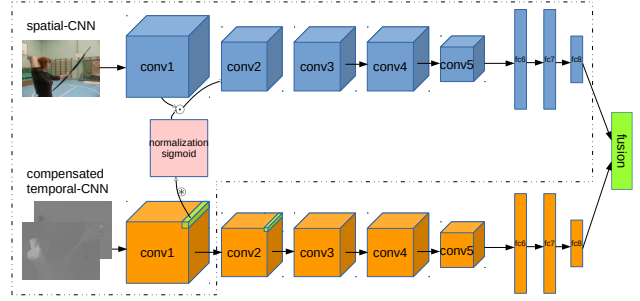 spatial-CNN
conv1
conv2
conv3
conv4
conv5
fc6
fc7
fc8
normalization
sigmoid
fusion
compensated
temporal-CNN
conv1
conv2
conv3
conv4
conv5
fc6
fc7
fc8